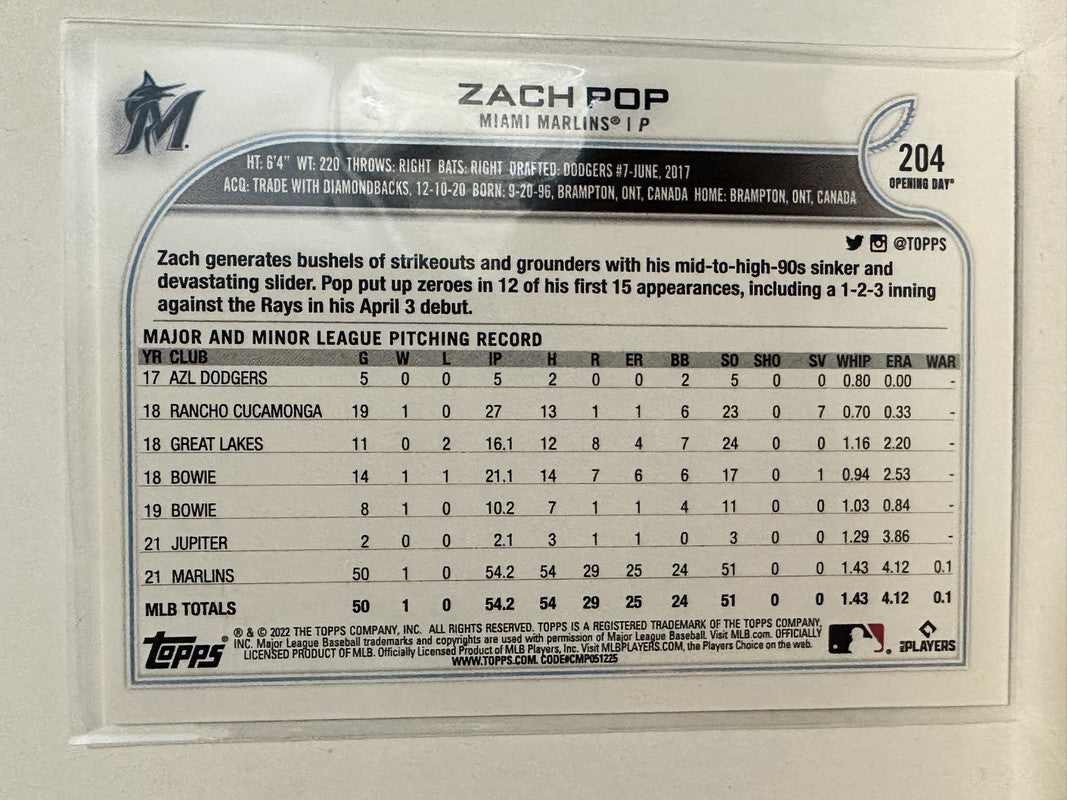 M
ZACH POP
MIAMI MARLINS® | P
HT: 6'4" WT: 220 THROWS: RIGHT BATS: RIGHT DRAFTED: DODGERS #7-JUNE, 2017
ACQ: TRADE WITH DIAMONDBACKS, 12-10-20 BORN: 9-20-96, BRAMPTON, ONT, CANADA HOME: BRAMPTON, ONT, CANADA
204
OPENING DAY®
@TOPPS
Zach generates bushels of strikeouts and grounders with his mid-to-high-90s sinker and
devastating slider. Pop put up zeroes in 12 of his first 15 appearances, including a 1-2-3 inning
against the Rays in his April 3 debut.
MAJOR AND MINOR LEAGUE PITCHING RECORD
YR CLUB G W L IP H R ER BB SO SHO SV WHIP ERA WAR
17 AZL DODGERS 5 0 0 5 2 0 0 2 5 0 0 0.80 0.00 -
18 RANCHO CUCAMONGA 19 1 0 27 13 1 1 6 23 0 7 0.70 0.33 -
18 GREAT LAKES 11 0 2 16.1 12 8 4 7 24 0 0 1.16 2.20 -
18 BOWIE 14 1 1 21.1 14 7 6 6 17 0 1 0.94 2.53 -
19 BOWIE 8 1 0 10.2 7 1 1 4 11 0 0 1.03 0.84 -
21 JUPITER 2 0 0 2.1 3 1 1 0 3 0 0 1.29 3.86 -
21 MARLINS 50 1 0 54.2 54 29 25 24 51 0 0 1.43 4.12 0.1
MLB TOTALS 50 1 0 54.2 54 29 25 24 51 0 0 1.43 4.12 0.1
TOPPS®
® & © 2022 THE TOPPS COMPANY, INC. ALL RIGHTS RESERVED. TOPPS IS A REGISTERED TRADEMARK OF THE TOPPS COMPANY,
INC. Major League Baseball trademarks and copyrights are used with permission of Major League Baseball. Visit MLB.com. OFFICIALLY
LICENSED PRODUCT OF MLB. Officially Licensed Product of MLB Players, Inc. Visit MLBPLAYERS.COM, the Players Choice on the web.
WWW.TOPPS.COM. CODE#CMP051225
MLB PLAYERS